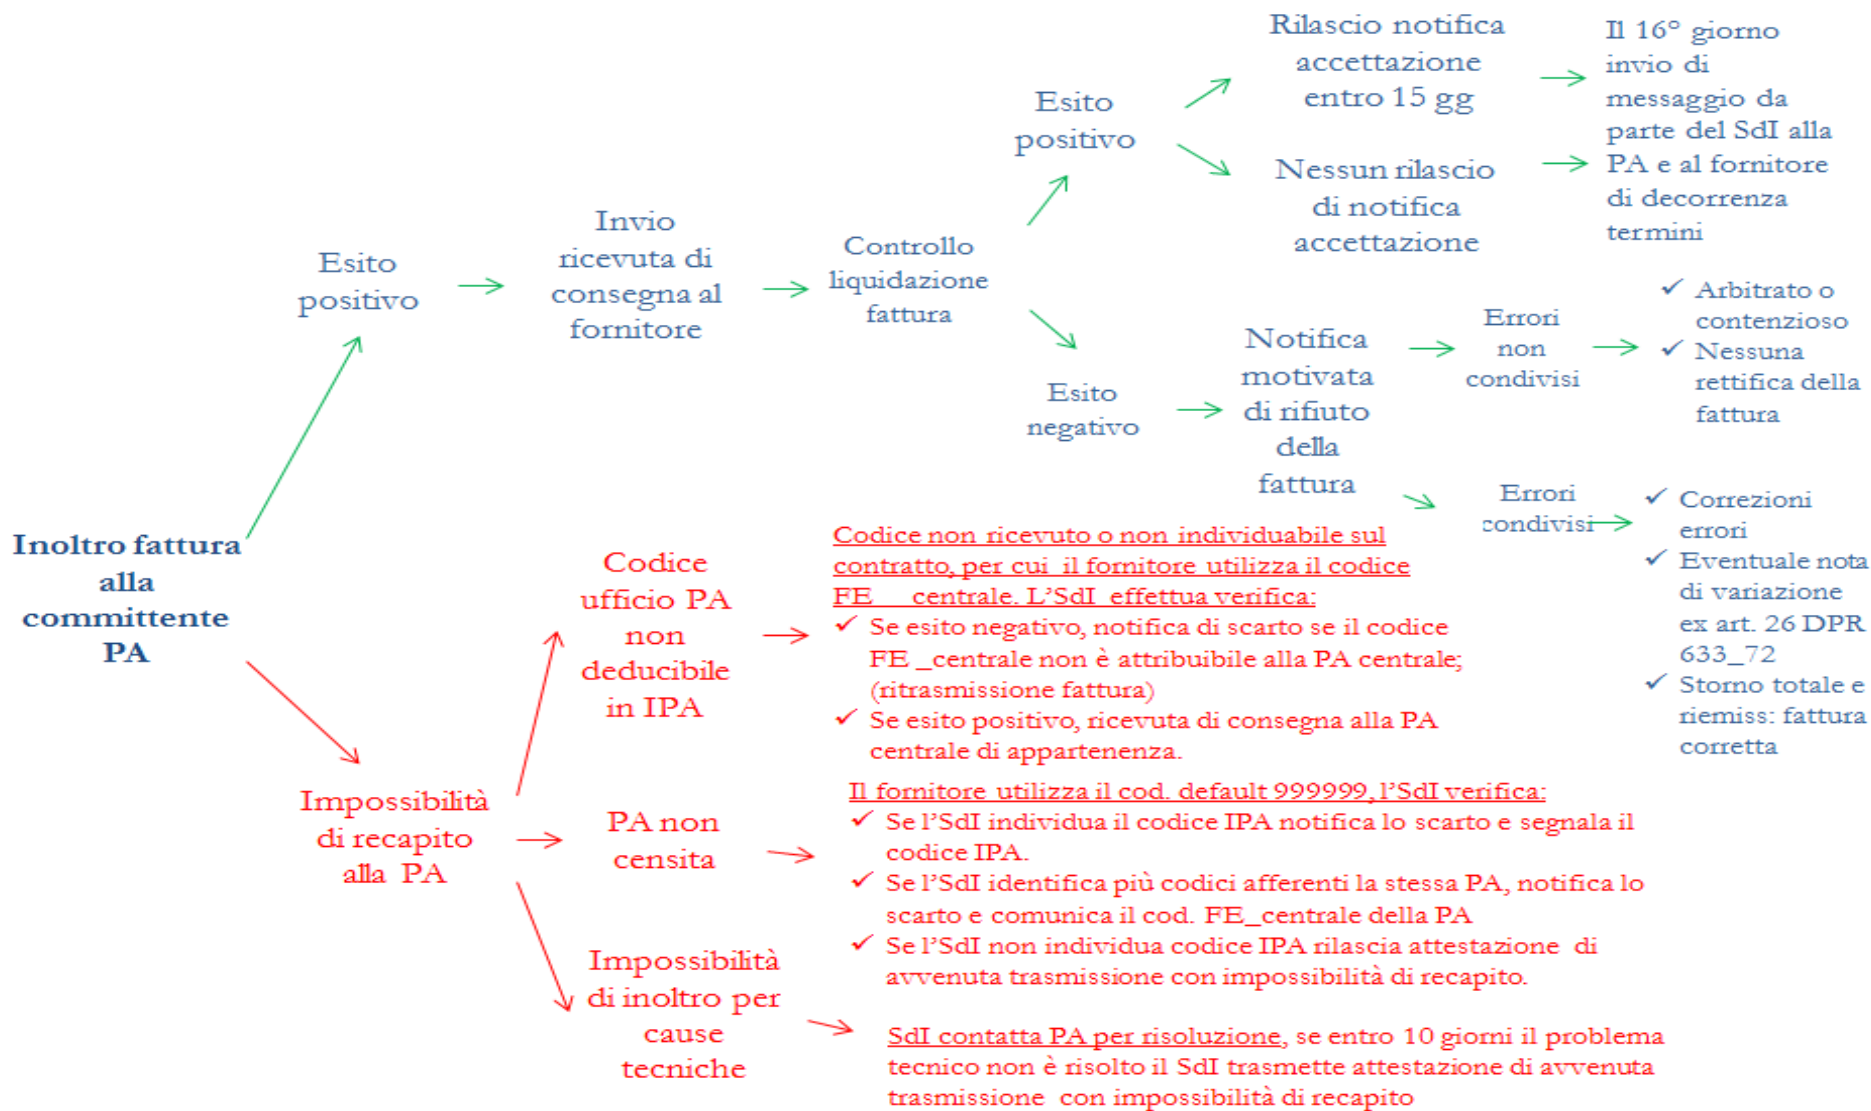 Inoltro fattura
alla
committente
PA
Esito
positivo
Invio
ricevuta di
consegna al
fornitore
Controllo
liquidazione
fattura
Esito
positivo
Rilascio notifica
accettazione
entro 15 gg
Nessun rilascio
di notifica
accettazione
Il 16° giorno
invio di
messaggio da
parte del SdI alla
PA e al fornitore
di decorrenza
termini
Esito
negativo
Notifica
motivata
di rifiuto
della
fattura
Errori
non
condivisi
✓ Arbitrato o
contenzioso
✓ Nessuna
rettifica della
fattura
Errori
condivisi
✓ Correzioni
errori
✓ Eventuale nota
di variazione
ex art. 26 DPR
633_72
✓ Storno totale e
riemiss: fattura
corretta
Impossibilità
di recapito
alla PA
Codice
ufficio PA
non
deducibile
in IPA
Codice non ricevuto o non individuabile sul
contratto, per cui il fornitore utilizza il codice
FE__centrale. L'SdI effettua verifica:
✓ Se esito negativo, notifica di scarto se il codice
FE_centrale non è attribuibile alla PA centrale;
(ritrasmissione fattura)
✓ Se esito positivo, ricevuta di consegna alla PA
centrale di appartenenza.
PA non
censita
Il fornitore utilizza il cod. default 999999, l'SdI verifica:
✓ Se l'SdI individua il codice IPA notifica lo scarto e segnala il
codice IPA.
✓ Se l'SdI identifica più codici afferenti la stessa PA, notifica lo
scarto e comunica il cod. FE_centrale della PA
✓ Se l'SdI non individua codice IPA rilascia attestazione di
avvenuta trasmissione con impossibilità di recapito.
Impossibilità
di inoltro per
cause
tecniche
SdI contatta PA per risoluzione, se entro 10 giorni il problema
tecnico non è risolto il SdI trasmette attestazione di avvenuta
trasmissione con impossibilità di recapito